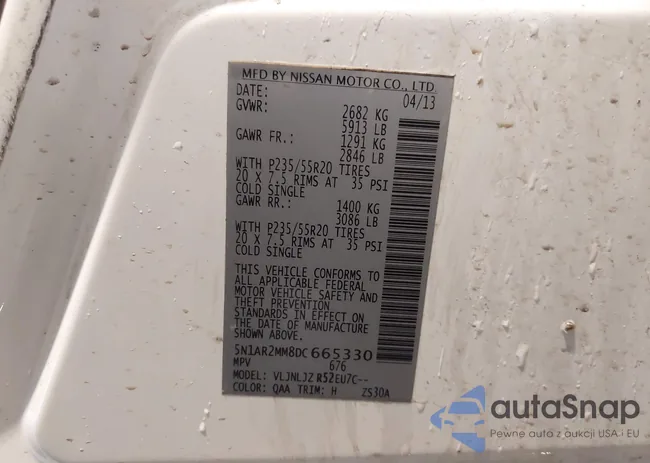 MFD BY NISSAN MOTOR CO., LTD.
DATE: 04/13
GVWR: 2682 KG
5913 LB
GAWR FR.: 1291 KG
2846 LB
WITH P235/55R20 TIRES
20 X 7.5 RIMS AT 35 PSI
COLD SINGLE
GAWR RR.: 1400 KG
3086 LB
WITH P235/55R20 TIRES
20 X 7.5 RIMS AT 35 PSI
COLD SINGLE
THIS VEHICLE CONFORMS TO
ALL APPLICABLE FEDERAL
MOTOR VEHICLE SAFETY AND
THEFT PREVENTION
STANDARDS IN EFFECT ON
THE DATE OF MANUFACTURE
SHOWN ABOVE.
5N1AR2MM8DC665330
MPV 676
MODEL: VLJNLJZ R52EU7C--
COLOR: QAA TRIM: H ZS30A
autaSnap
Pewne auta z aukcji USA i EU